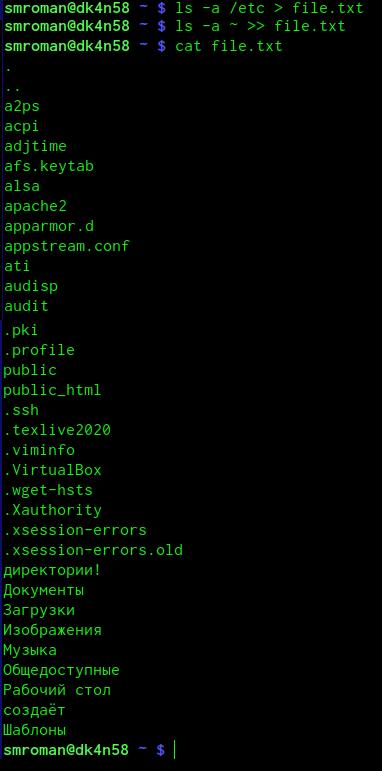 smroman@dk4n58 ~ $ ls -a /etc > file.txt
smroman@dk4n58 ~ $ ls -a ~ >> file.txt
smroman@dk4n58 ~ $ cat file.txt
.
..
a2ps
acpi
adjtime
afs.keytab
alsa
apache2
apparmor.d
appstream.conf
ati
audisp
audit
.pki
.profile
public
public_html
.ssh
.texlive2020
.viminfo
.VirtualBox
.wget-hsts
.Xauthority
.xsession-errors
.xsession-errors.old
директории!
Документы
Загрузки
Изображения
Музыка
Общедоступные
Рабочий стол
создаёт
Шаблоны
smroman@dk4n58 ~ $